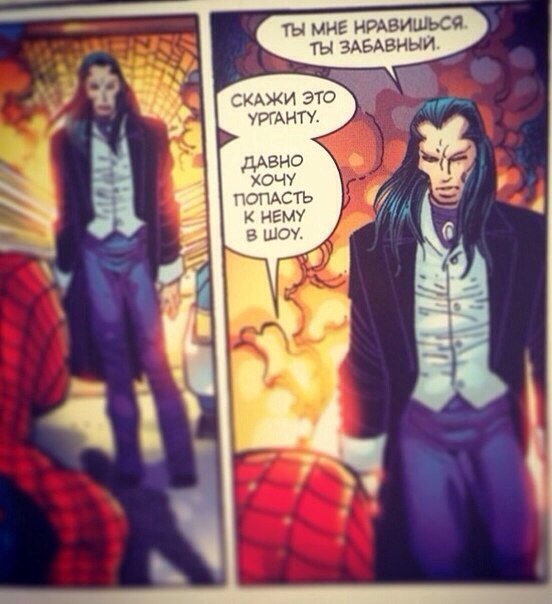 ТЫ МНЕ НРАВИШЬСЯ.
ТЫ ЗАБАВНЫЙ.
СКАЖИ ЭТО
УРГАНТУ.
ДАВНО
ХОЧУ
ПОПАСТЬ
К НЕМУ
В ШОУ.